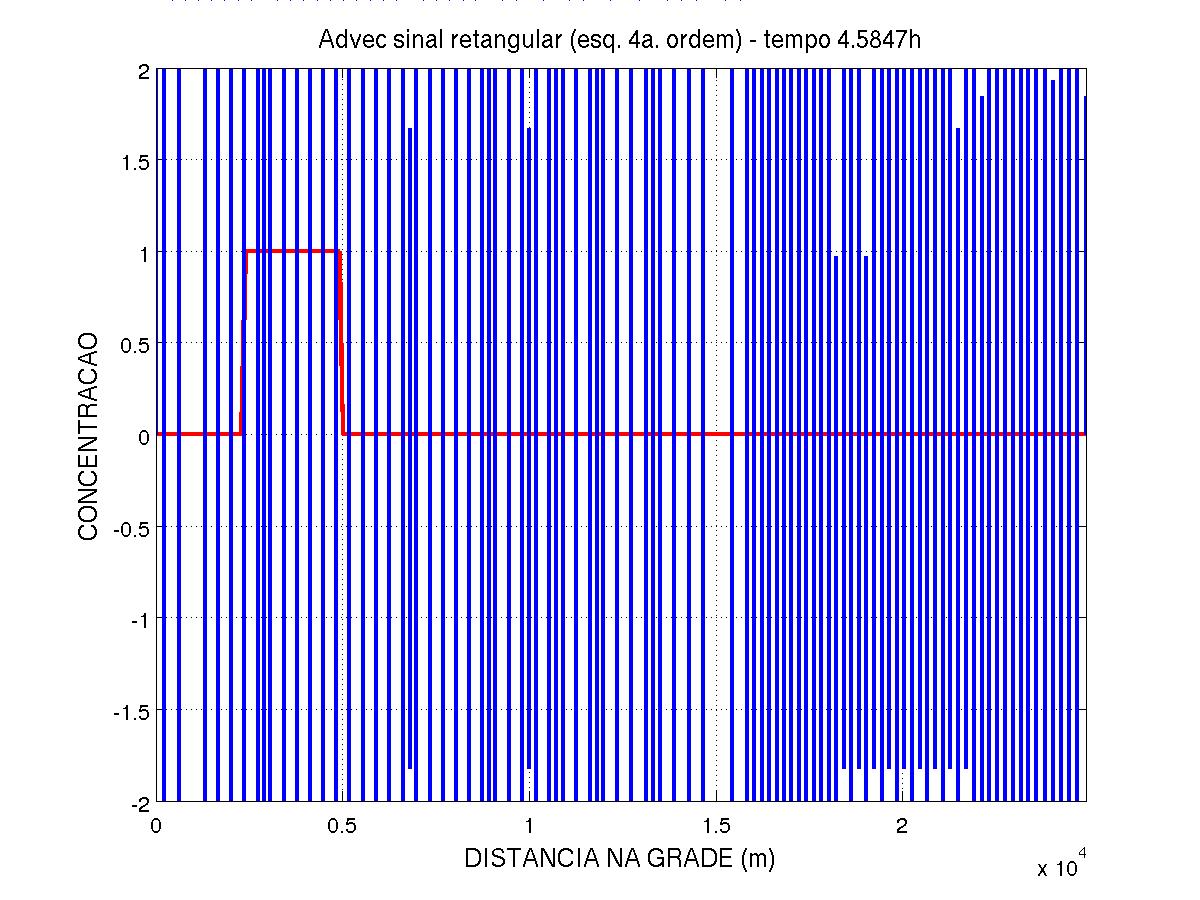 Advec sinal retangular (esq. 4a. ordem) - tempo 4.5847h
2
1.5
1
0.5
0
-0.5
-1
-1.5
-2
CONCENTRACAO
0 0.5 1 1.5 2
DISTANCIA NA GRADE (m)
x 10^4